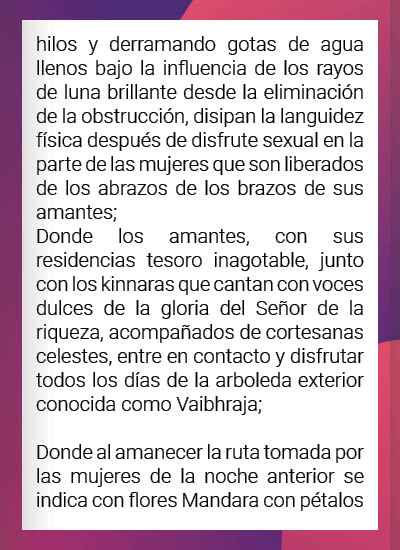 hilos y derramando gotas de agua
llenos bajo la influencia de los rayos
de luna brillante desde la eliminación
de la obstrucción, disipan la languidez
física después de disfrute sexual en la
parte de las mujeres que son liberados
de los abrazos de los brazos de sus
amantes;
Donde los amantes, con sus
residencias tesoro inagotable, junto
con los kinnaras que cantan con voces
dulces de la gloria del Señor de la
riqueza, acompañados de cortesanas
celestes, entre en contacto y disfrutar
todos los días de la arboleda exterior
conocida como Vaibhraja;
Donde al amanecer la ruta tomada por
las mujeres de la noche anterior se
indica con flores Mandara con pétalos